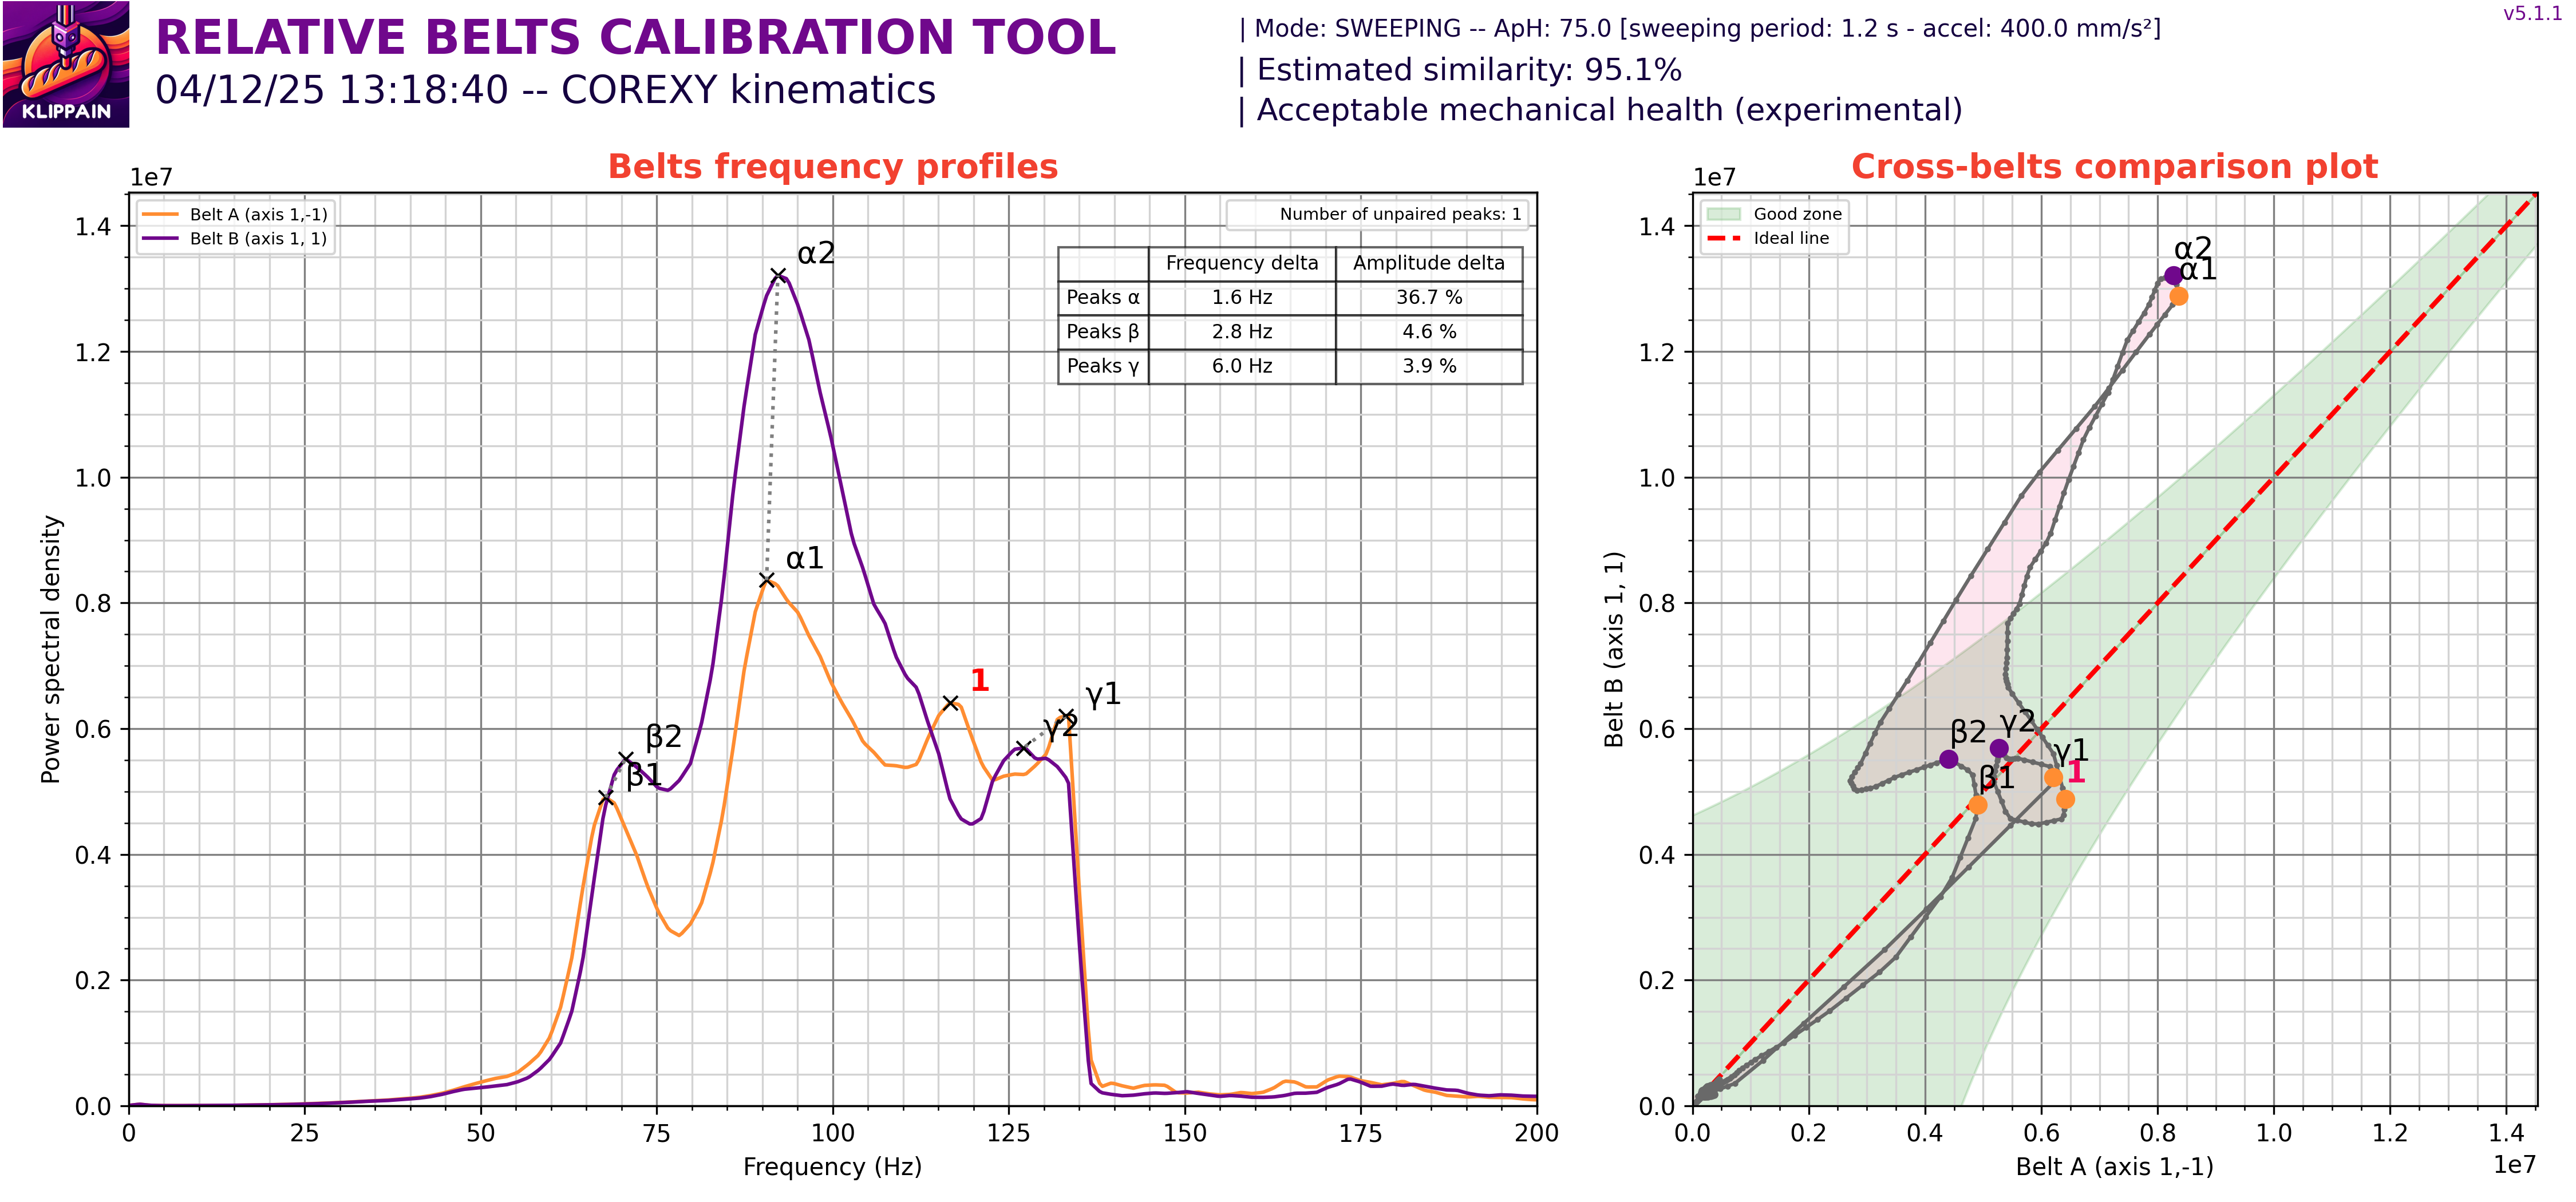 KLIPPAIN
RELATIVE BELTS CALIBRATION TOOL
04/12/25 13:18:40 -- COREXY kinematics
| Mode: SWEEPING -- ApH: 75.0 [sweeping period: 1.2 s - accel: 400.0 mm/s²]
| Estimated similarity: 95.1%
| Acceptable mechanical health (experimental)
v5.1.1
Belts frequency profiles
1e7
Belt A (axis 1,-1)
Belt B (axis 1, 1)
Number of unpaired peaks: 1
Frequency delta Amplitude delta
Peaks α 1.6 Hz 36.7 %
Peaks β 2.8 Hz 4.6 %
Peaks γ 6.0 Hz 3.9 %
α2
α1
β2
β1
1
γ1
γ2
Power spectral density
1.4
1.2
1.0
0.8
0.6
0.4
0.2
0.0
0 25 50 75 100 125 150 175 200
Frequency (Hz)
Cross-belts comparison plot
1e7
Good zone
Ideal line
α2
α1
β2
γ2
γ1
β1
1
Belt B (axis 1, 1)
1.4
1.2
1.0
0.8
0.6
0.4
0.2
0.0
0.0 0.2 0.4 0.6 0.8 1.0 1.2 1.4
1e7
Belt A (axis 1,-1)